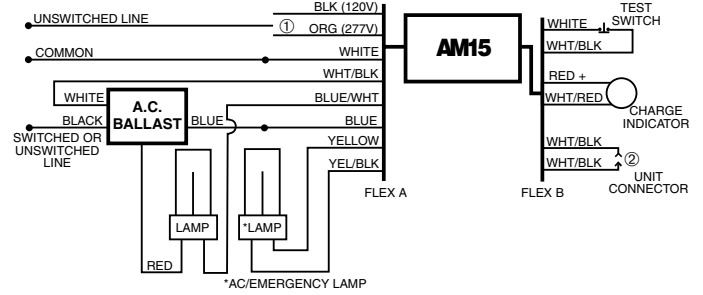 BLK (120V)
UNSWITCHED LINE
①
ORG (277V)
COMMON
WHITE
WHT/BLK
WHITE
BLUE/WHT
A.C.
BALLAST
BLACK
BLUE
BLUE
SWITCHED OR
UNSWITCHED
LINE
YELLOW
YEL/BLK
LAMP
*LAMP
RED
*AC/EMERGENCY LAMP
FLEX A
AM15
TEST
SWITCH
WHITE
WHT/BLK
RED +
WHT/RED
CHARGE
INDICATOR
WHT/BLK
②
WHT/BLK
UNIT
CONNECTOR
FLEX B